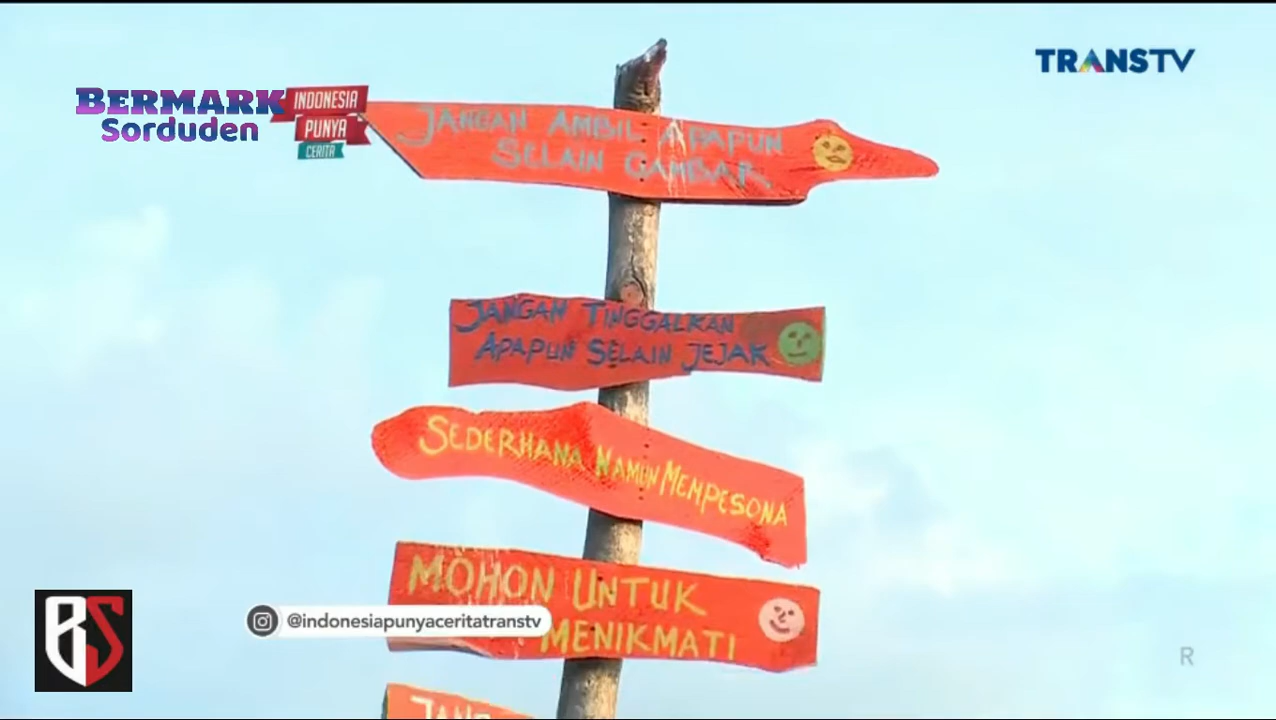 TRANSTV
BERMARK
Sorduden
INDONESIA
PUNYA
CERITA
JANGAN AMBIL APAPUN
SELAIN GAMBAR
JANGAN TINGGALKAN
APAPUN SELAIN JEJAK
SEDERHANA NAMUN MEMPESONA
MOHON UNTUK
MENIKMATI
@indonesiapunyaceritatranstv
BS
R